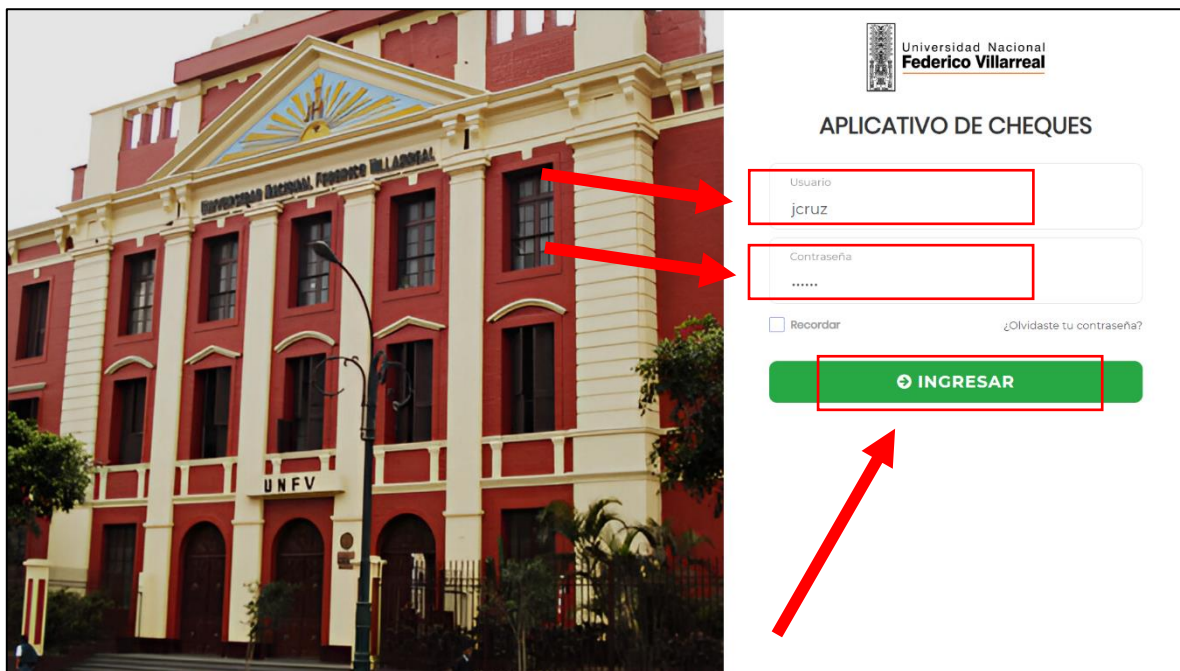 UNIVERSIDAD NACIONAL FEDERICO VILLARREAL
UNFV
Universidad Nacional
Federico Villarreal
APLICATIVO DE CHEQUES
Usuario
jcruz
Contraseña
......
Recordar
¿Olvidaste tu contraseña?
INGRESAR